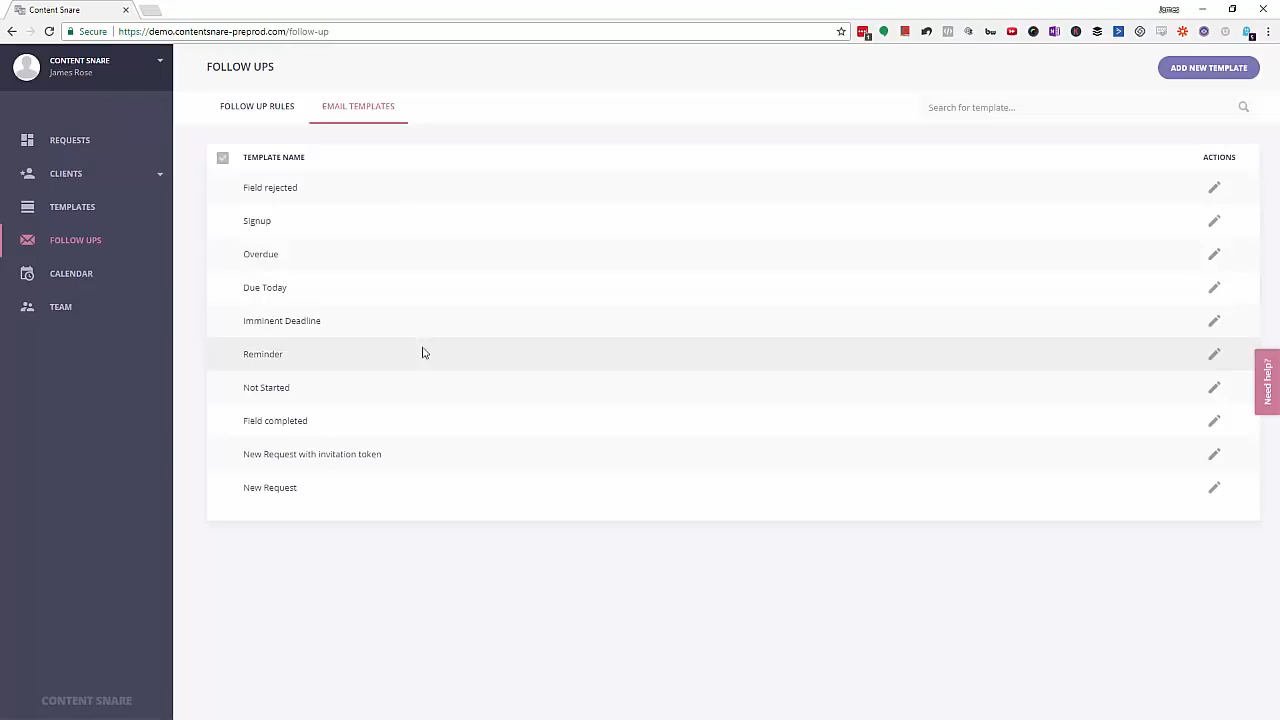 Content Snare
James
Secure
https://demo.contentsnare-preprod.com/follow-up
CONTENT SNARE
James Rose
FOLLOW UPS
ADD NEW TEMPLATE
FOLLOW UP RULES
EMAIL TEMPLATES
Search for template...
REQUESTS
CLIENTS
TEMPLATES
FOLLOW UPS
CALENDAR
TEAM
TEMPLATE NAME
ACTIONS
Field rejected
Signup
Overdue
Due Today
Imminent Deadline
Reminder
Not Started
Field completed
New Request with invitation token
New Request
Need help?
CONTENT SNARE